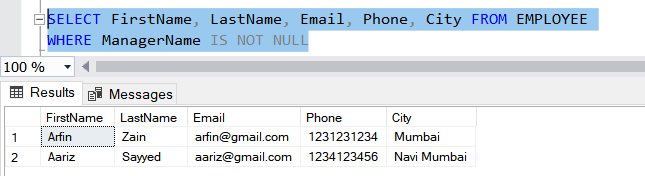 SELECT FirstName, LastName, Email, Phone, City FROM EMPLOYEE
WHERE ManagerName IS NOT NULL
100 %
Results Messages
FirstName LastName Email Phone City
1 Arfin Zain arfin@gmail.com 1231231234 Mumbai
2 Aariz Sayyed aariz@gmail.com 1234123456 Navi Mumbai